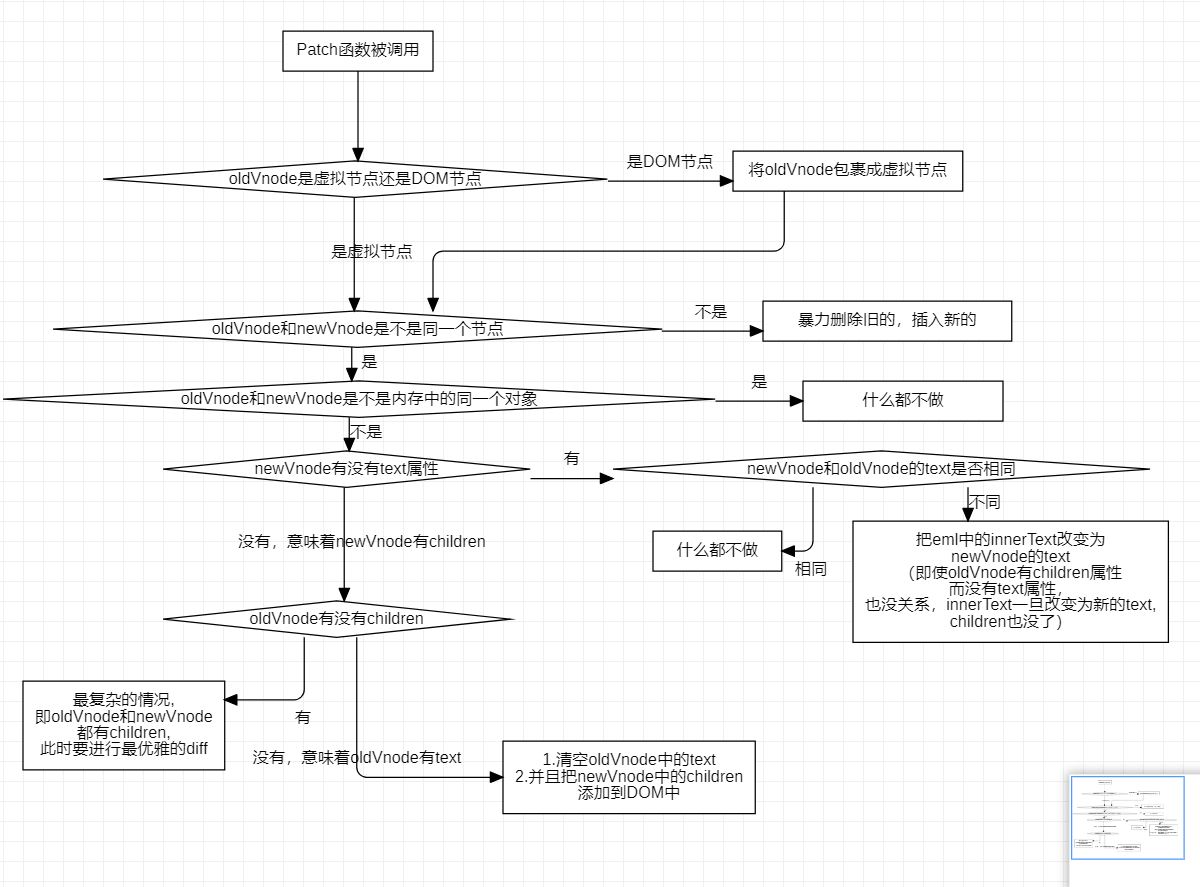 Patch函数被调用
oldVnode是虚拟节点还是DOM节点
是DOM节点
将oldVnode包裹成虚拟节点
是虚拟节点
oldVnode和newVnode是不是同一个节点
不是
暴力删除旧的，插入新的
是
oldVnode和newVnode是不是内存中的同一个对象
是
什么都不做
不是
newVnode有没有text属性
有
newVnode和oldVnode的text是否相同
不同
没有，意味着newVnode有children
什么都不做
相同
把eml中的innerText改变为
newVnode的text
（即使oldVnode有children属性
而没有text属性，
也没关系，innerText一旦改变为新的text,
children也没了）
oldVnode有没有children
最复杂的情况,
即oldVnode和newVnode
都有children,
此时要进行最优雅的diff
有
没有，意味着oldVnode有text
1.清空oldVnode中的text
2.并且把newVnode中的children
添加到DOM中